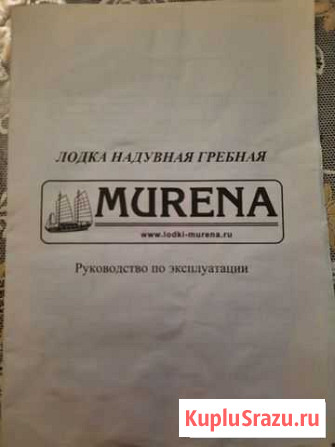 ЛОДКА НАДУВНАЯ ГРЕБНАЯ
MURENA
www.lodki-murena.ru
Руководство по эксплуатации
KupluSrazu.ru